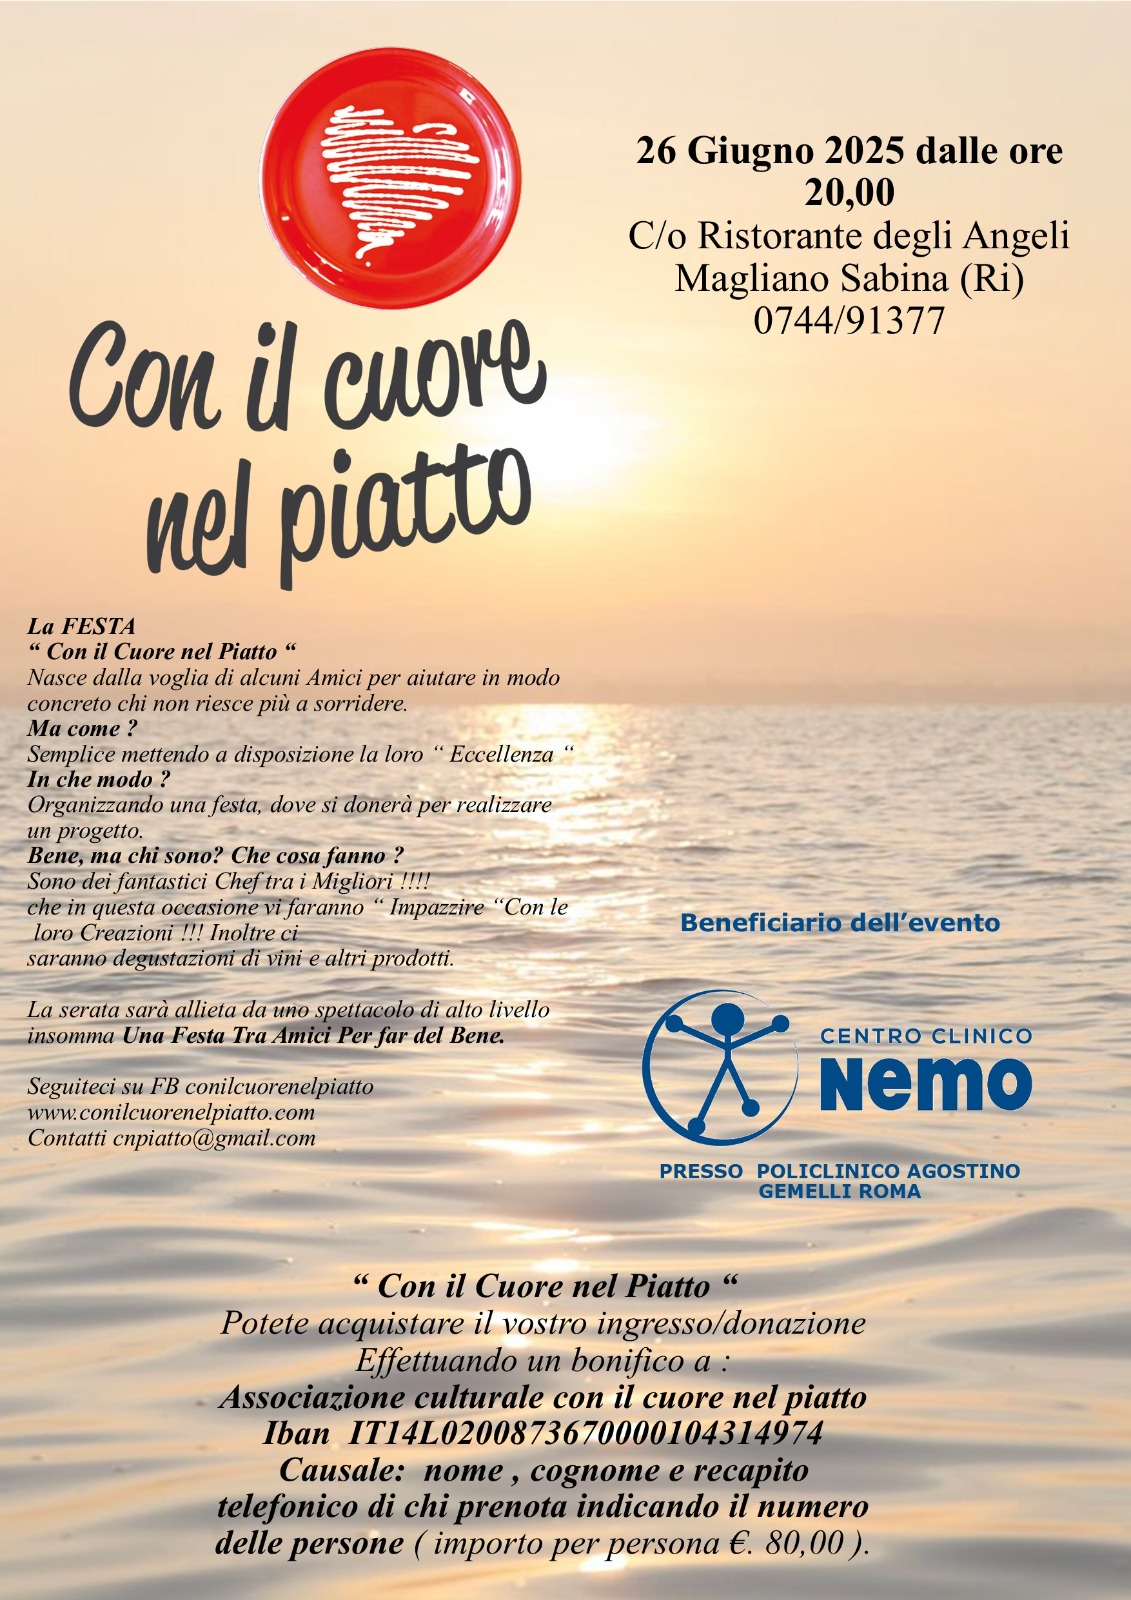 26 Giugno 2025 dalle ore
20,00
C/o Ristorante degli Angeli
Magliano Sabina (Ri)
0744/91377
Con il cuore
nel piatto
La FESTA
“ Con il Cuore nel Piatto “
Nasce dalla voglia di alcuni Amici per aiutare in modo
concreto chi non riesce più a sorridere.
Ma come ?
Semplice mettendo a disposizione la loro “ Eccellenza “
In che modo ?
Organizzando una festa, dove si donerà per realizzare
un progetto.
Bene, ma chi sono? Che cosa fanno ?
Sono dei fantastici Chef tra i Migliori !!!!
che in questa occasione vi faranno “ Impazzire “Con le
loro Creazioni !!! Inoltre ci
saranno degustazioni di vini e altri prodotti.
La serata sarà allieta da uno spettacolo di alto livello
insomma Una Festa Tra Amici Per far del Bene.
Seguiteci su FB conilcuorenelpiatto
www.conilcuorenelpiatto.com
Contatti cnpiatto@gmail.com
Beneficiario dell’evento
CENTRO CLINICO
Nemo
PRESSO POLICLINICO AGOSTINO
GEMELLI ROMA
“ Con il Cuore nel Piatto “
Potete acquistare il vostro ingresso/donazione
Effettuando un bonifico a :
Associazione culturale con il cuore nel piatto
Iban IT14L0200873670000104314974
Causale: nome , cognome e recapito
telefonico di chi prenota indicando il numero
delle persone ( importo per persona €. 80,00 ).